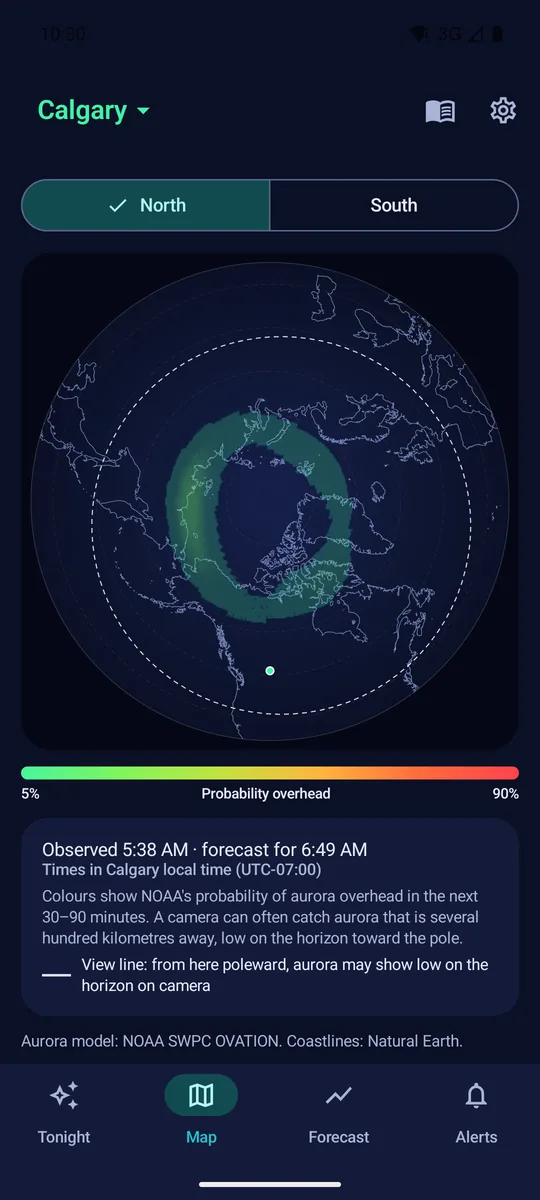 10:30
3G
Calgary
North
South
5%
Probability overhead
90%
Observed 5:38 AM · forecast for 6:49 AM
Times in Calgary local time (UTC-07:00)
Colours show NOAA's probability of aurora overhead in the next
30–90 minutes. A camera can often catch aurora that is several
hundred kilometres away, low on the horizon toward the pole.
View line: from here poleward, aurora may show low on the
horizon on camera
Aurora model: NOAA SWPC OVATION. Coastlines: Natural Earth.
Tonight
Map
Forecast
Alerts